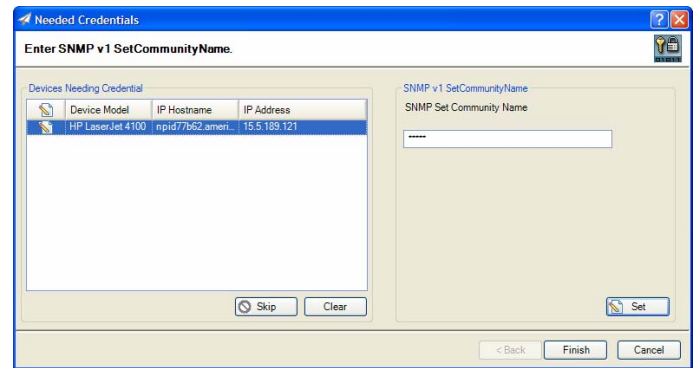 Needed Credentials
Enter SNMP v1 SetCommunityName.
01011
Devices Needing Credential
Device Model IP Hostname IP Address
HP LaserJet 4100 npid77b62.ameri... 15.5.189.121
Skip Clear
SNMP v1 SetCommunityName
SNMP Set Community Name
-----
Set
< Back Finish Cancel